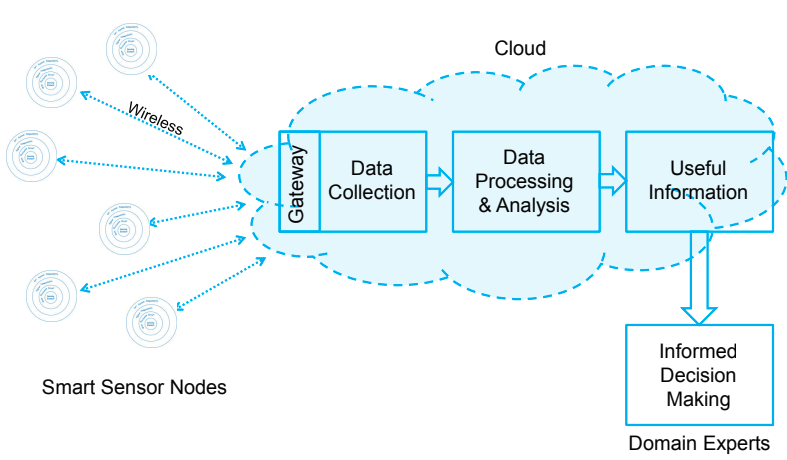 Cloud
Wireless
Gateway
Data
Collection
Data
Processing
& Analysis
Useful
Information
Informed
Decision
Making
Smart Sensor Nodes
Domain Experts